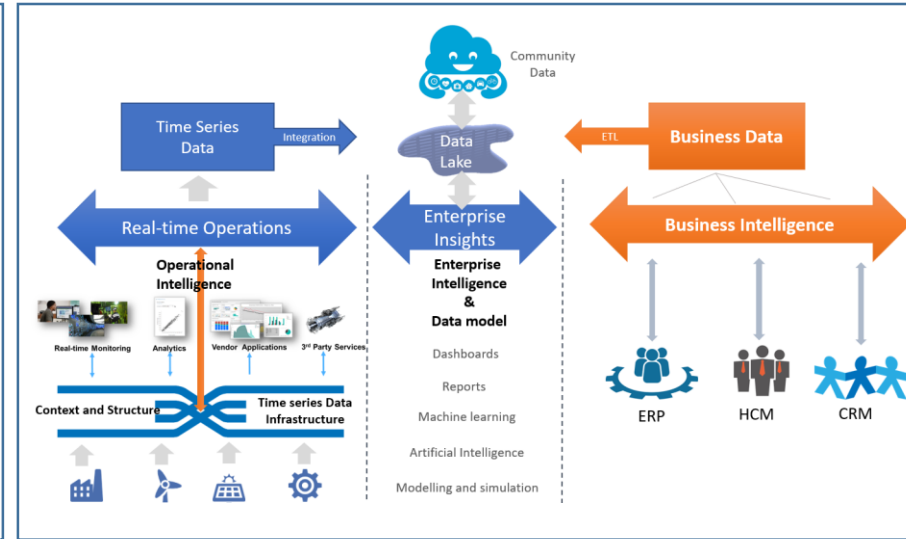 Community
Data
Time Series
Data
Integration
Data
Lake
ETL
Business Data
Real-time Operations
Enterprise
Insights
Business Intelligence
Operational
Intelligence
Enterprise
Intelligence
&
Data model
Real-time Monitoring
Analytics
Vendor Applications
3rd Party Services
Dashboards
Reports
Machine learning
Artificial Intelligence
Modelling and simulation
Context and Structure
Time series Data
Infrastructure
ERP
HCM
CRM